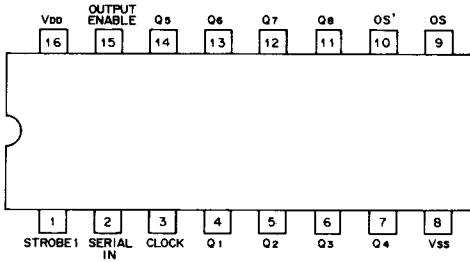 OUTPUT
VDD ENABLE Q5 Q6 Q7 Q8 OS' OS
16 15 14 13 12 11 10 9
1 2 3 4 5 6 7 8
STROBE1 SERIAL CLOCK Q1 Q2 Q3 Q4 VSS
IN